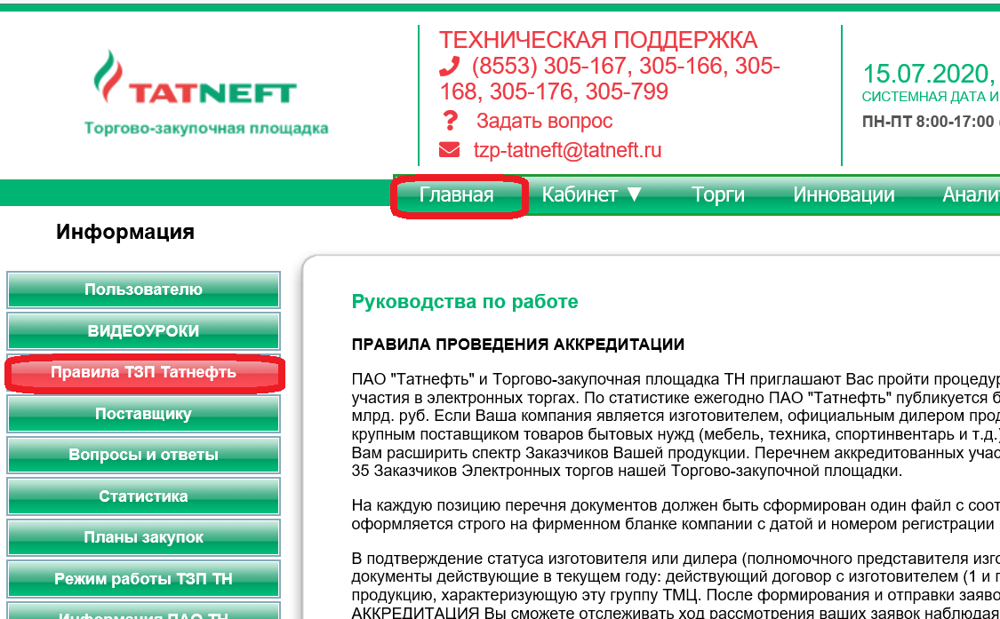 TATNEFT
Торгово-закупочная площадка
ТЕХНИЧЕСКАЯ ПОДДЕРЖКА
(8553) 305-167, 305-166, 305-
168, 305-176, 305-799
Задать вопрос
tzp-tatneft@tatneft.ru
15.07.2020,
СИСТЕМНАЯ ДАТА И
ПН-ПТ 8:00-17:00
Главная
Кабинет ▼
Торги
Инновации
Анали
Информация
Пользователю
ВИДЕОУРОКИ
Правила ТЗП Татнефть
Поставщику
Вопросы и ответы
Статистика
Планы закупок
Режим работы ТЗП ТН
Информация ПАО ТН
Руководства по работе
ПРАВИЛА ПРОВЕДЕНИЯ АККРЕДИТАЦИИ
ПАО "Татнефть" и Торгово-закупочная площадка ТН приглашают Вас пройти процедур
участия в электронных торгах. По статистике ежегодно ПАО "Татнефть" публикуется б
млрд. руб. Если Ваша компания является изготовителем, официальным дилером прод
крупным поставщиком товаров бытовых нужд (мебель, техника, спортинвентарь и т.д.)
Вам расширить спектр Заказчиков Вашей продукции. Перечнем аккредитованных учас
35 Заказчиков Электронных торгов нашей Торгово-закупочной площадки.
На каждую позицию перечня документов должен быть сформирован один файл с соот
оформляется строго на фирменном бланке компании с датой и номером регистрации
В подтверждение статуса изготовителя или дилера (полномочного представителя изго
документы действующие в текущем году: действующий договор с изготовителем (1 и п
продукцию, характеризующую эту группу ТМЦ. После формирования и отправки заяво
АККРЕДИТАЦИЯ Вы сможете отслеживать ход рассмотрения ваших заявок наблюдая